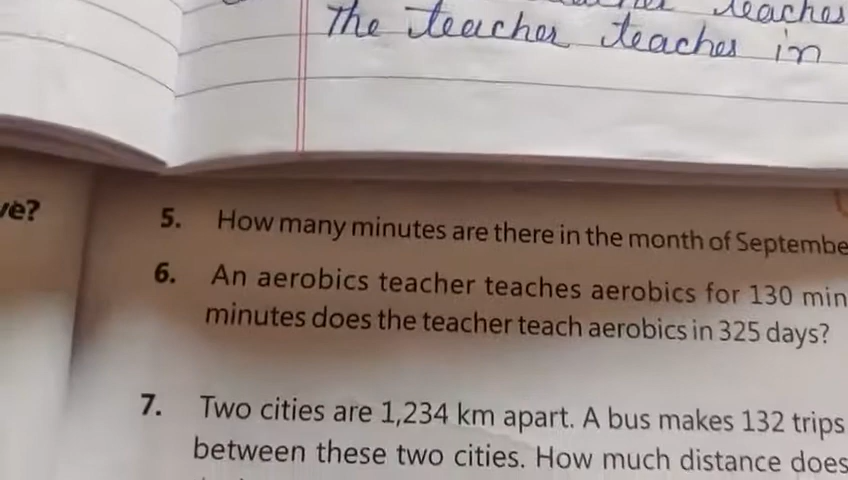 teaches
The teacher teaches in
ve?
5. How many minutes are there in the month of Septembe
6. An aerobics teacher teaches aerobics for 130 min
minutes does the teacher teach aerobics in 325 days?
7. Two cities are 1,234 km apart. A bus makes 132 trips
between these two cities. How much distance does